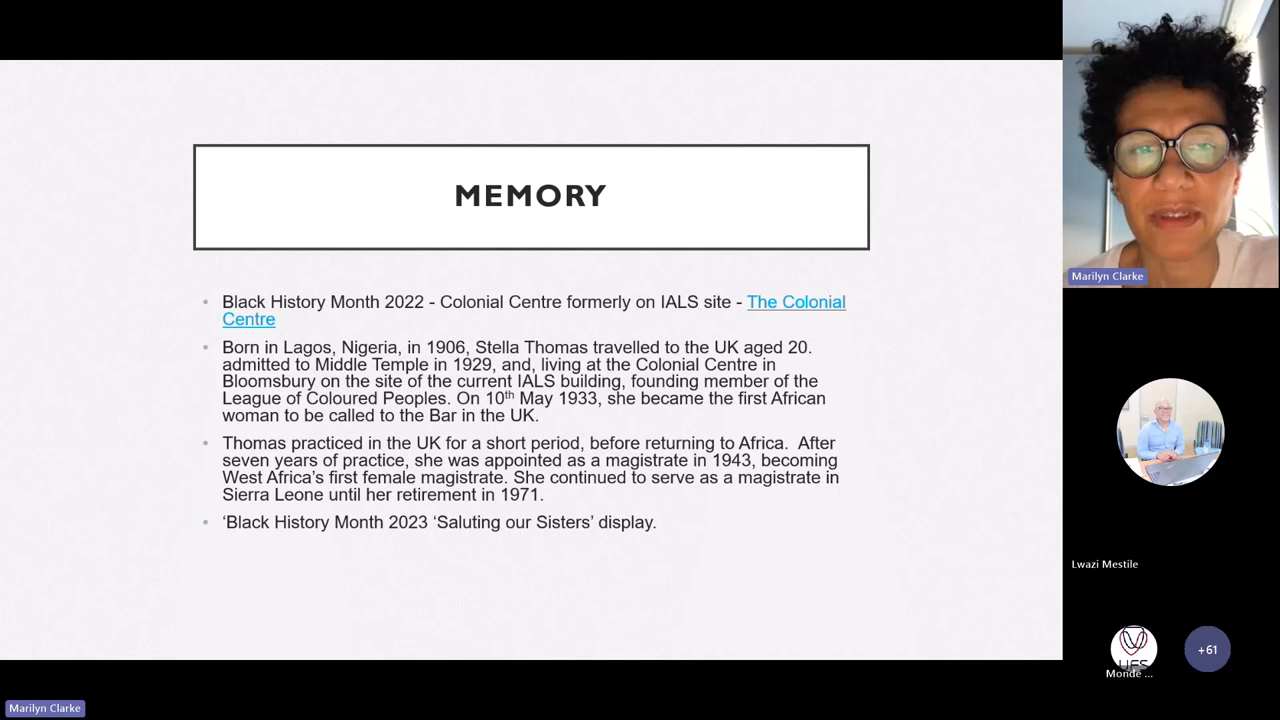 MEMORY
Black History Month 2022 - Colonial Centre formerly on IALS site - The Colonial
Centre
Born in Lagos, Nigeria, in 1906, Stella Thomas travelled to the UK aged 20.
admitted to Middle Temple in 1929, and, living at the Colonial Centre in
Bloomsbury on the site of the current IALS building, founding member of the
League of Coloured Peoples. On 10th May 1933, she became the first African
woman to be called to the Bar in the UK.
Thomas practiced in the UK for a short period, before returning to Africa.  After
seven years of practice, she was appointed as a magistrate in 1943, becoming
West Africa's first female magistrate. She continued to serve as a magistrate in
Sierra Leone until her retirement in 1971.
‘Black History Month 2023 ‘Saluting our Sisters’ display.
Marilyn Clarke
Lwazi Mestile
UFS
Monde ...
+61
Marilyn Clarke